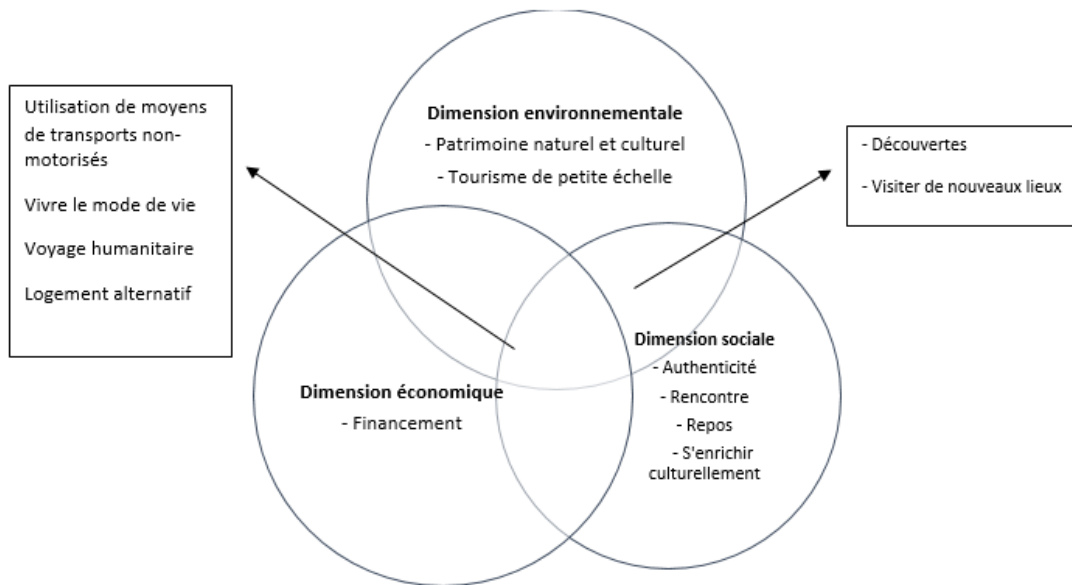 Utilisation de moyens
de transports non-
motorisés
Vivre le mode de vie
Voyage humanitaire
Logement alternatif
Dimension environnementale
- Patrimoine naturel et culturel
- Tourisme de petite échelle
- Découvertes
- Visiter de nouveaux lieux
Dimension économique
- Financement
Dimension sociale
- Authenticité
- Rencontre
- Repos
- S'enrichir
culturellement